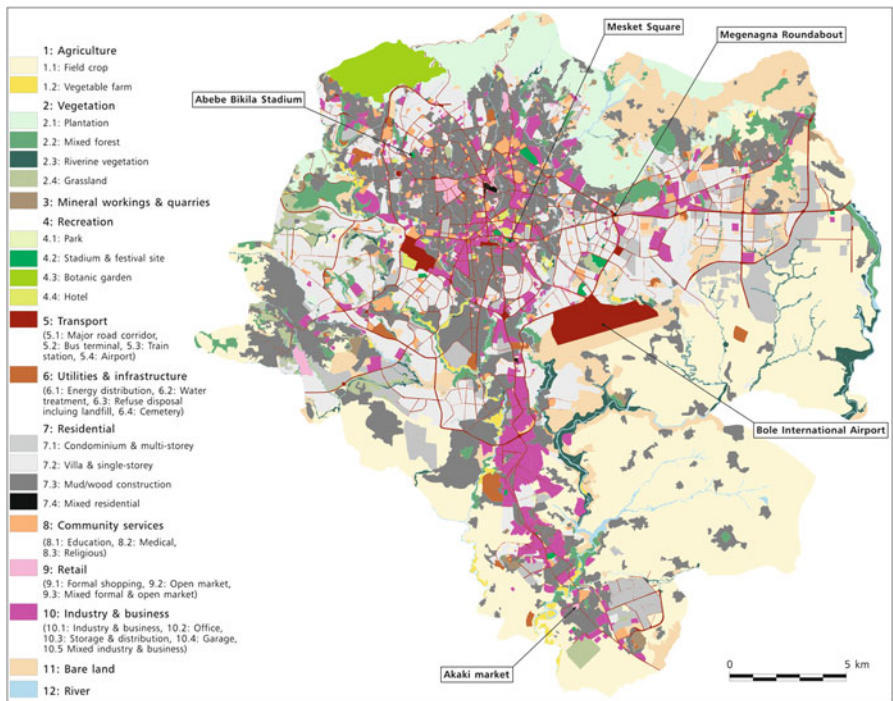 1: Agriculture
1.1: Field crop
1.2: Vegetable farm
2: Vegetation
2.1: Plantation
2.2: Mixed forest
2.3: Riverine vegetation
2.4: Grassland
3: Mineral workings & quarries
4: Recreation
4.1: Park
4.2: Stadium & festival site
4.3: Botanic garden
4.4: Hotel
5: Transport
(5.1: Major road corridor,
5.2: Bus terminal, 5.3: Train
station, 5.4: Airport)
6: Utilities & infrastructure
(6.1: Energy distribution, 6.2: Water
treatment, 6.3: Refuse disposal
incluing landfill, 6.4: Cemetery)
7: Residential
7.1: Condominium & multi-storey
7.2: Villa & single-storey
7.3: Mud/wood construction
7.4: Mixed residential
8: Community services
(8.1: Education, 8.2: Medical,
8.3: Religious)
9: Retail
(9.1: Formal shopping, 9.2: Open market,
9.3: Mixed formal & open market)
10: Industry & business
(10.1: Industry & business, 10.2: Office,
10.3: Storage & distribution, 10.4: Garage,
10.5 Mixed industry & business)
11: Bare land
12: River
Mesket Square
Megenagna Roundabout
Abebe Bikila Stadium
Bole International Airport
Akaki market
0 5 km